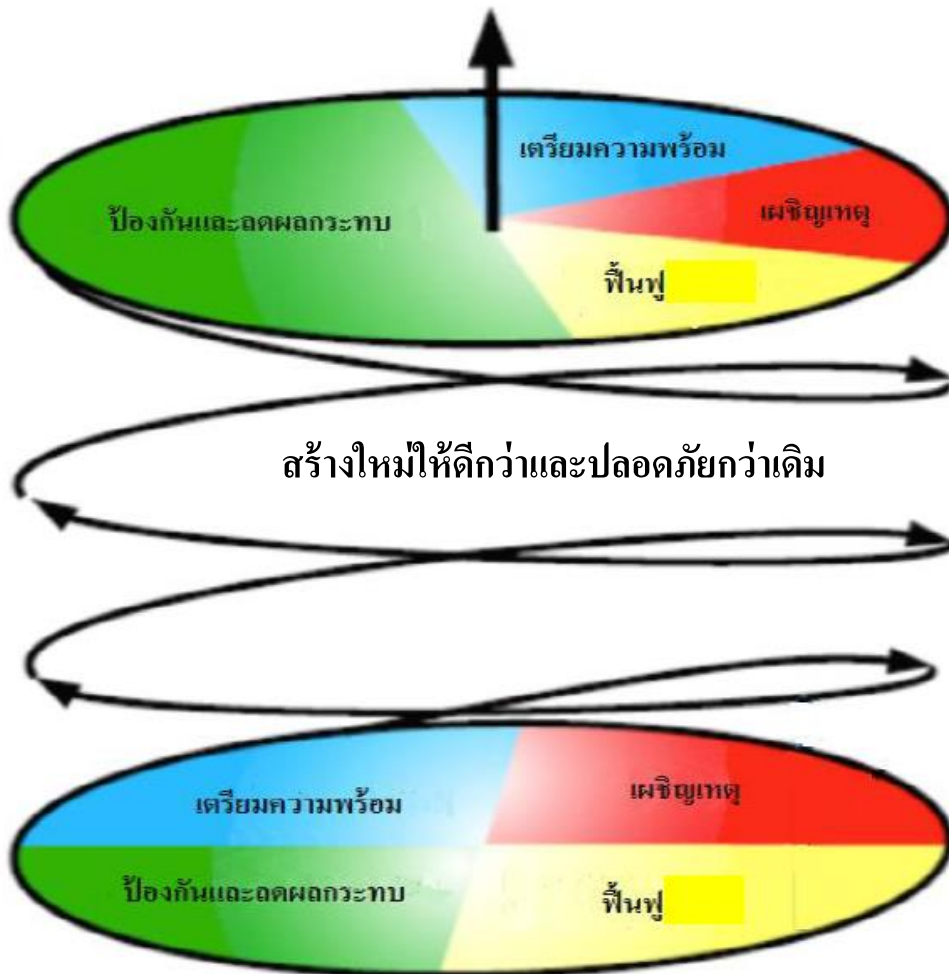 เตรียมความพร้อม
ป้องกันและลดผลกระทบ
เผชิญเหตุ
ฟื้นฟู
สร้างใหม่ให้ดีกว่าและปลอดภัยกว่าเดิม
เตรียมความพร้อม
เผชิญเหตุ
ป้องกันและลดผลกระทบ
ฟื้นฟู